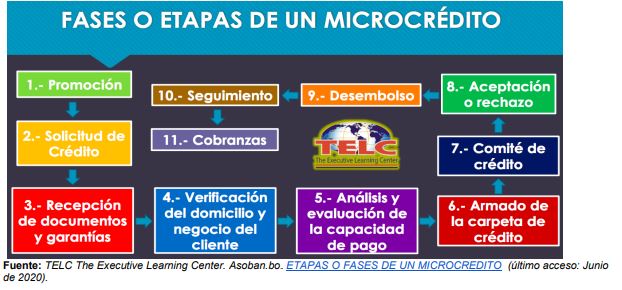 FASES O ETAPAS DE UN MICROCRÉDITO
1.- Promoción
2.- Solicitud de
Crédito
3.- Recepción
de documentos
y garantías
4.- Verificación
del domicilio y
negocio del
cliente
5.- Análisis y
evaluación de
la capacidad
de pago
6.- Armado de
la carpeta de
crédito
7.- Comité de
crédito
8.- Aceptación
o rechazo
9.- Desembolso
10.- Seguimiento
11.- Cobranzas
TELC
The Executive Learning Center
Fuente: TELC The Executive Learning Center. Asoban.bo. ETAPAS O FASES DE UN MICROCREDITO (último acceso: Junio
de 2020).